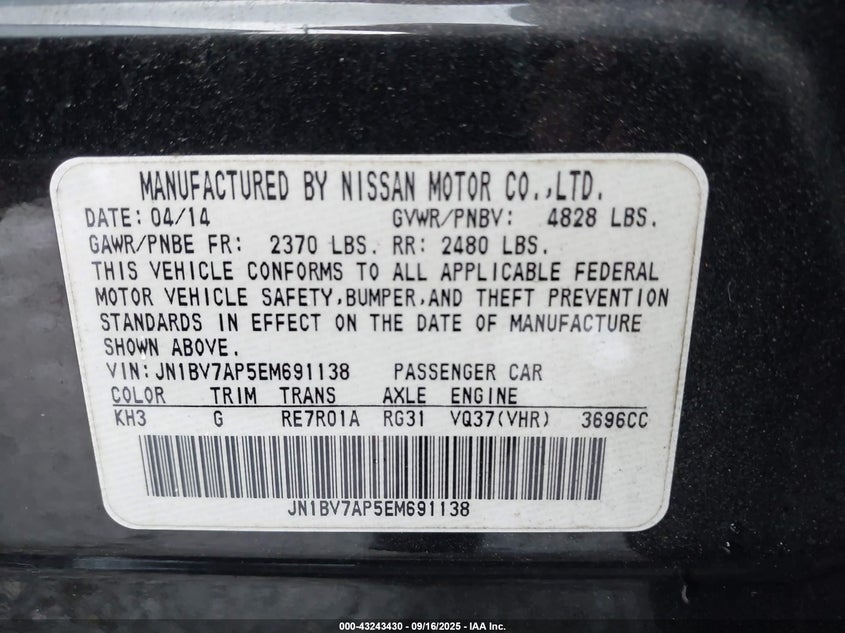 MANUFACTURED BY NISSAN MOTOR CO.,LTD.
DATE: 04/14 GVWR/PNBV: 4828 LBS.
GAWR/PNBE FR: 2370 LBS. RR: 2480 LBS.
THIS VEHICLE CONFORMS TO ALL APPLICABLE FEDERAL
MOTOR VEHICLE SAFETY,BUMPER,AND THEFT PREVENTION
STANDARDS IN EFFECT ON THE DATE OF MANUFACTURE
SHOWN ABOVE.
VIN:JN1BV7AP5EM691138 PASSENGER CAR
COLOR TRIM TRANS AXLE ENGINE
KH3 G RE7R01A RG31 VQ37(VHR) 3696CC
JN1BV7AP5EM691138
000-43243430 - 09/16/2025 - IAA Inc.